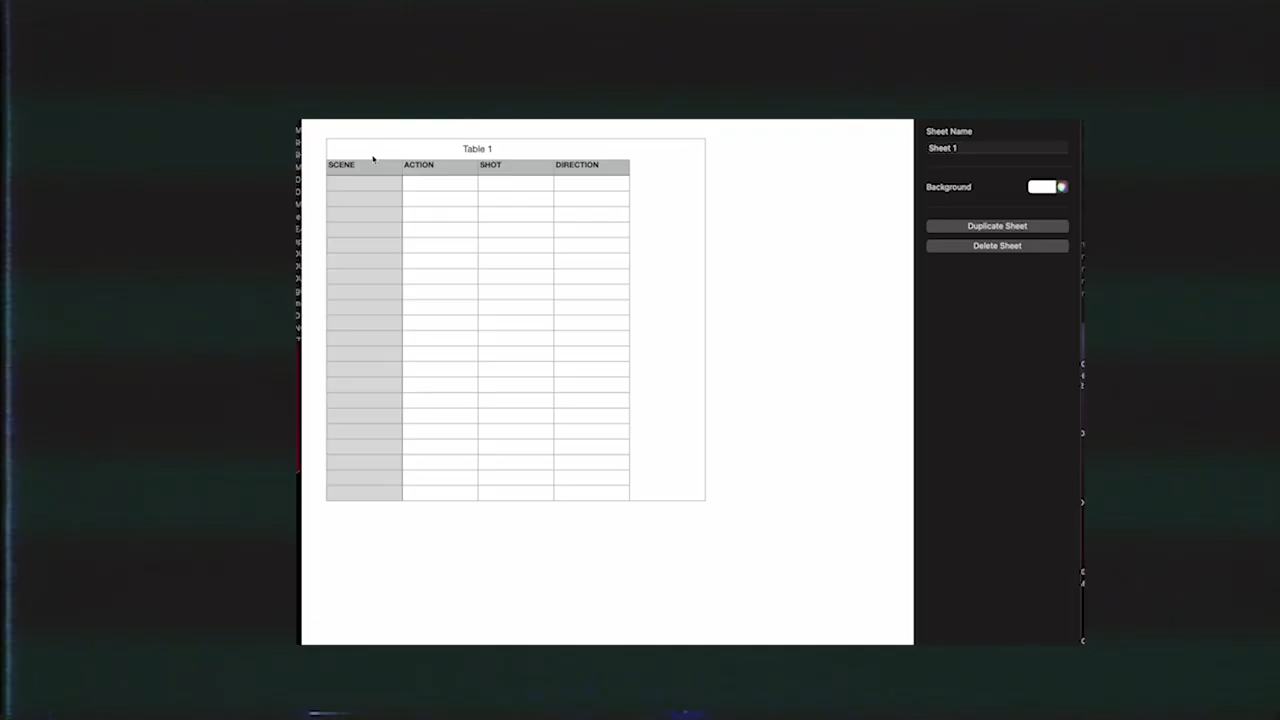 Table 1
SCENE ACTION SHOT DIRECTION
Sheet Name
Sheet 1
Background
Duplicate Sheet
Delete Sheet